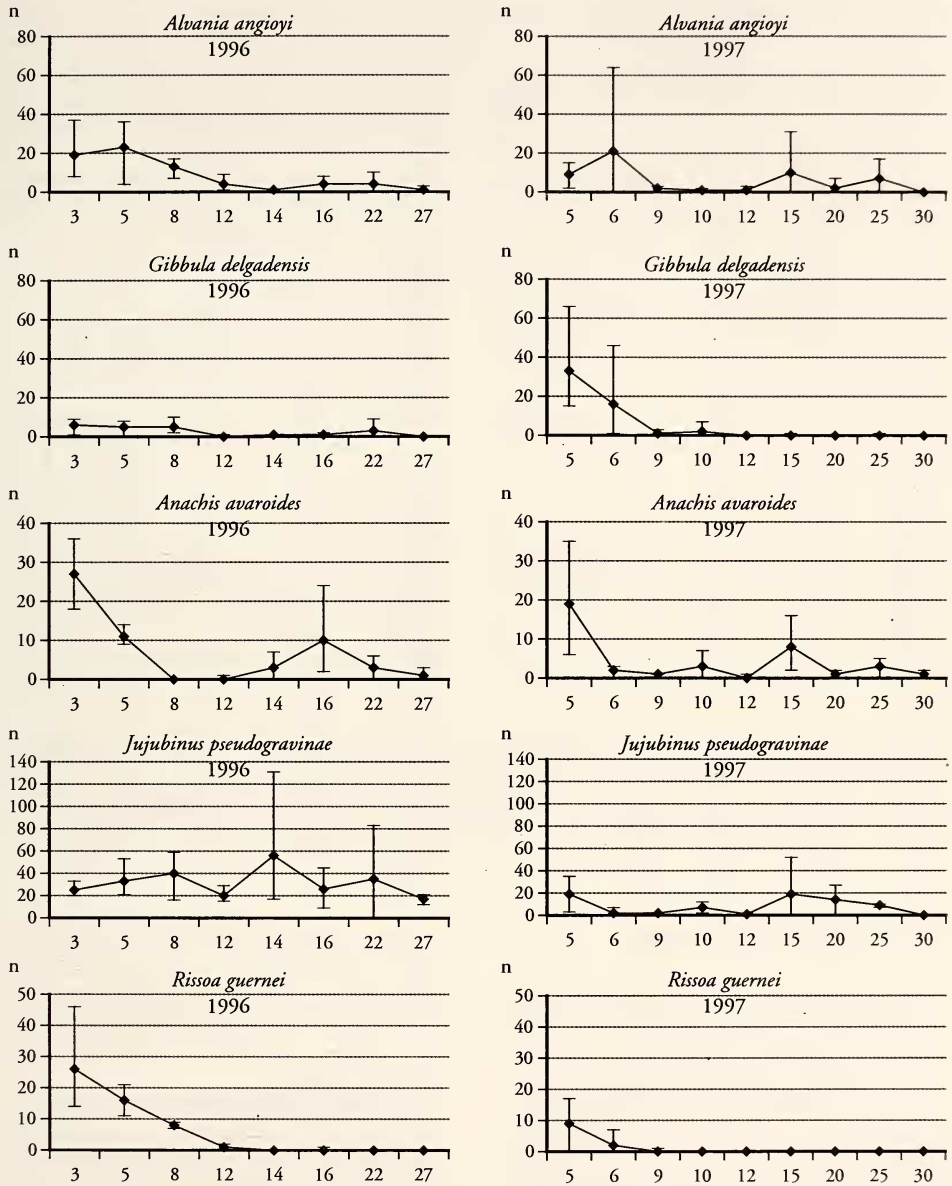 n
Alvania angioyi
1996
80
60
40
20
0
3 5 8 12 14 16 22 27
n
Alvania angioyi
1997
80
60
40
20
0
5 6 9 10 12 15 20 25 30
n
Gibbula delgadensis
1996
80
60
40
20
0
3 5 8 12 14 16 22 27
n
Gibbula delgadensis
1997
80
60
40
20
0
5 6 9 10 12 15 20 25 30
n
Anachis avaroides
1996
40
30
20
10
0
3 5 8 12 14 16 22 27
n
Anachis avaroides
1997
40
30
20
10
0
5 6 9 10 12 15 20 25 30
n
Jujubinus pseudogravinae
1996
140
120
100
80
60
40
20
0
3 5 8 12 14 16 22 27
n
Jujubinus pseudogravinae
1997
140
120
100
80
60
40
20
0
5 6 9 10 12 15 20 25 30
n
Rissoa guernei
1996
50
40
30
20
10
0
3 5 8 12 14 16 22 27
n
Rissoa guernei
1997
50
40
30
20
10
0
5 6 9 10 12 15 20 25 30